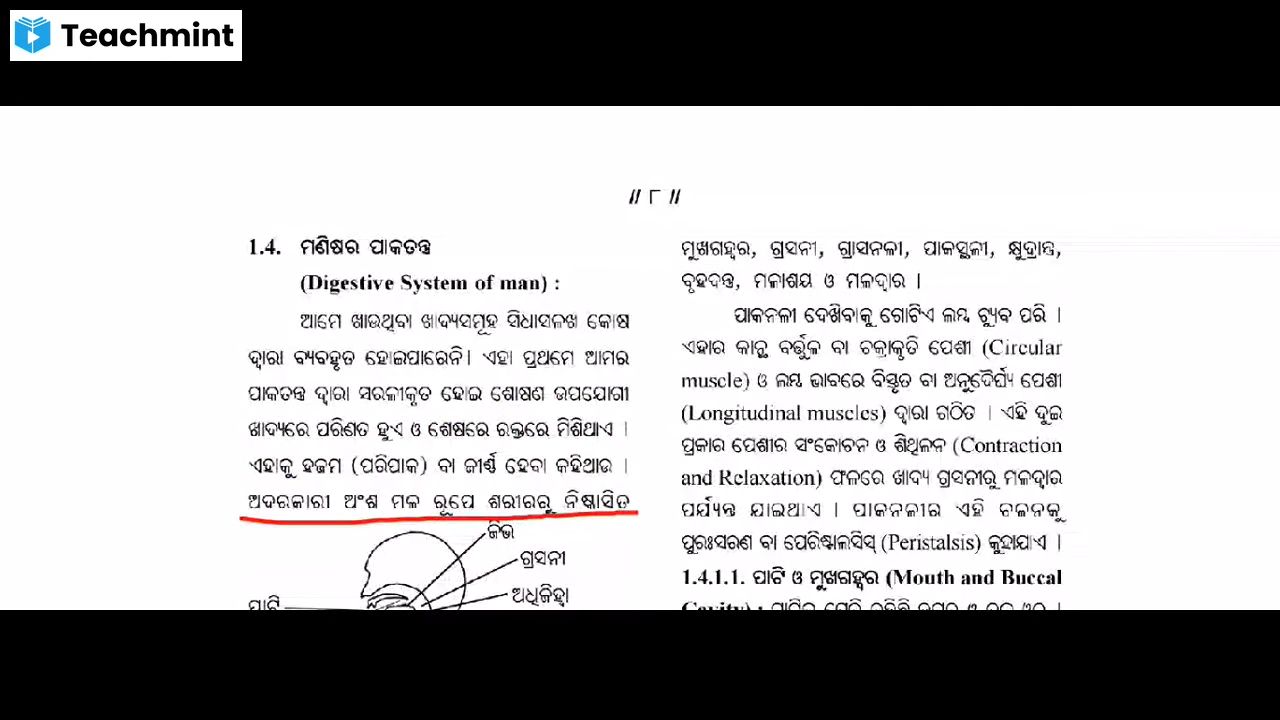 Teachmint
// ୮ //
1.4. ମଣିଷର ପାକତନ୍ତ୍ର
(Digestive System of man) :
ଆମେ ଖାଉଥିବା ଖାଦ୍ୟସମୂହ ସିଧାସଳଖ କୋଷ
ଦ୍ୱାରା ବ୍ୟବହୃତ ହୋଇପାରେନି। ଏହା ପ୍ରଥମେ ଆମର
ପାକତନ୍ତ୍ର ଦ୍ୱାରା ସରଳୀକୃତ ହୋଇ ଶୋଷଣ ଉପଯୋଗୀ
ଖାଦ୍ୟରେ ପରିଣତ ହୁଏ ଓ ଶେଷରେ ରକ୍ତରେ ମିଶିଥାଏ ।
ଏହାକୁ ହଜମ (ପରିପାକ) ବା ଜୀର୍ଣ୍ଣ ହେବା କହିଥାଉ ।
ଅଦରକାରୀ ଅଂଶ ମଳ ରୂପେ ଶରୀରରୁ ନିଷ୍କାସିତ
ଜିଭ
ଗ୍ରସନୀ
ଅଧିଜିହ୍ୱା
ପାଟି
ମୁଖଗହ୍ୱର, ଗ୍ରସନୀ, ଗ୍ରାସନଳୀ, ପାକସ୍ଥଳୀ, କ୍ଷୁଦ୍ରାନ୍ତ୍ର,
ବୃହଦନ୍ତ୍ର, ମଳାଶୟ ଓ ମଳଦ୍ୱାର ।
ପାକନଳୀ ଦେଖିବାକୁ ଗୋଟିଏ ଲମ୍ବ ଟ୍ୟୁବ ପରି ।
ଏହାର କାନ୍ଥ ବର୍ତ୍ତୁଳ ବା ଚକ୍ରାକୃତି ପେଶୀ (Circular
muscle) ଓ ଲମ୍ବ ଭାବରେ ବିସ୍ତୃତ ବା ଅନୁଦୈର୍ଘ୍ୟ ପେଶୀ
(Longitudinal muscles) ଦ୍ୱାରା ଗଠିତ । ଏହି ଦୁଇ
ପ୍ରକାର ପେଶୀର ସଂକୋଚନ ଓ ଶିଥିଳନ (Contraction
and Relaxation) ଫଳରେ ଖାଦ୍ୟ ଗ୍ରସନୀରୁ ମଳଦ୍ୱାର
ପର୍ଯ୍ୟନ୍ତ ଯାଇଥାଏ । ପାକନଳୀର ଏହି ଚଳନକୁ
ପୁରଃସରଣ ବା ପେରିଷ୍ଟାଲସିସ୍ (Peristalsis) କୁହାଯାଏ ।
1.4.1.1. ପାଟି ଓ ମୁଖଗହ୍ୱର (Mouth and Buccal
Cavity) :